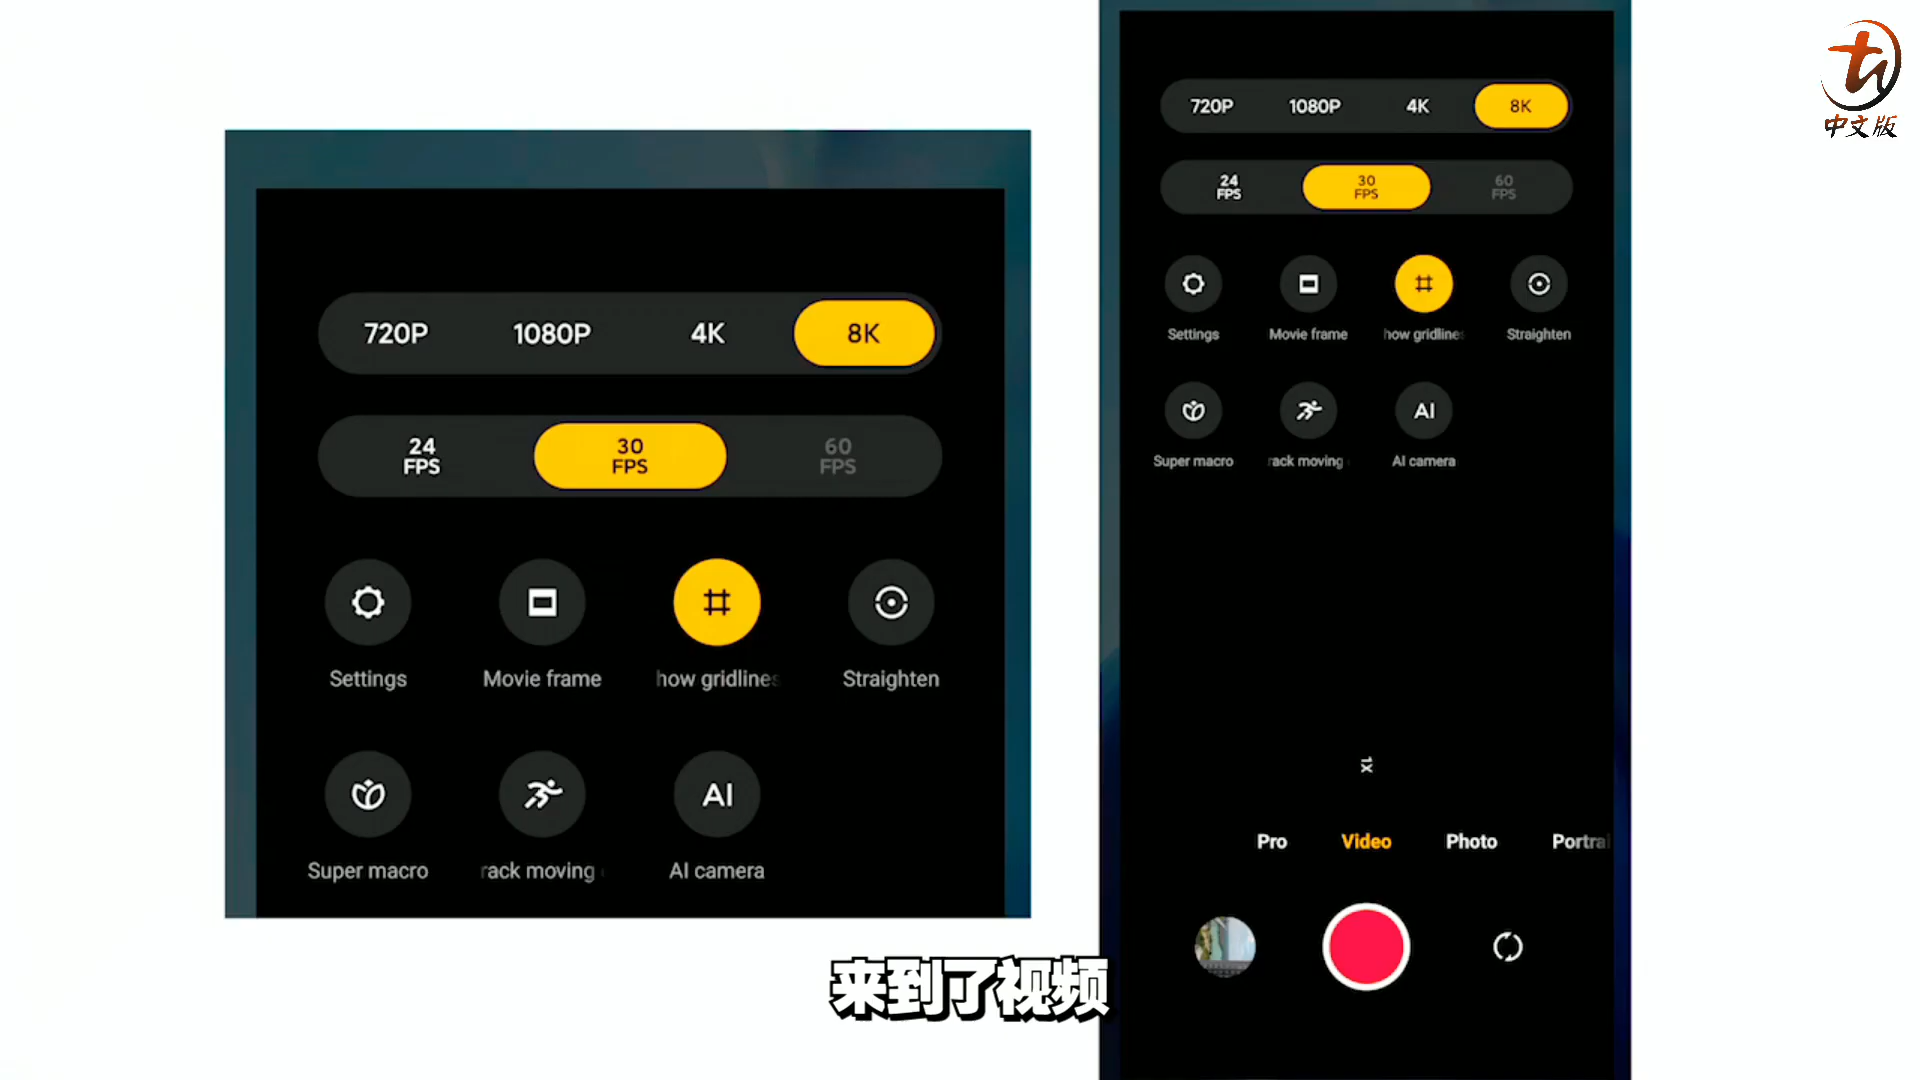 720P 1080P 4K 8K
24 FPS 30 FPS 60 FPS
Settings Movie frame how gridlines Straighten
Super macro rack moving AI camera
AI
720P 1080P 4K 8K
24 FPS 30 FPS 60 FPS
Settings Movie frame how gridlines Straighten
AI
Super macro rack moving AI camera
1X
Pro Video Photo Portrai
来到了视频
中文版